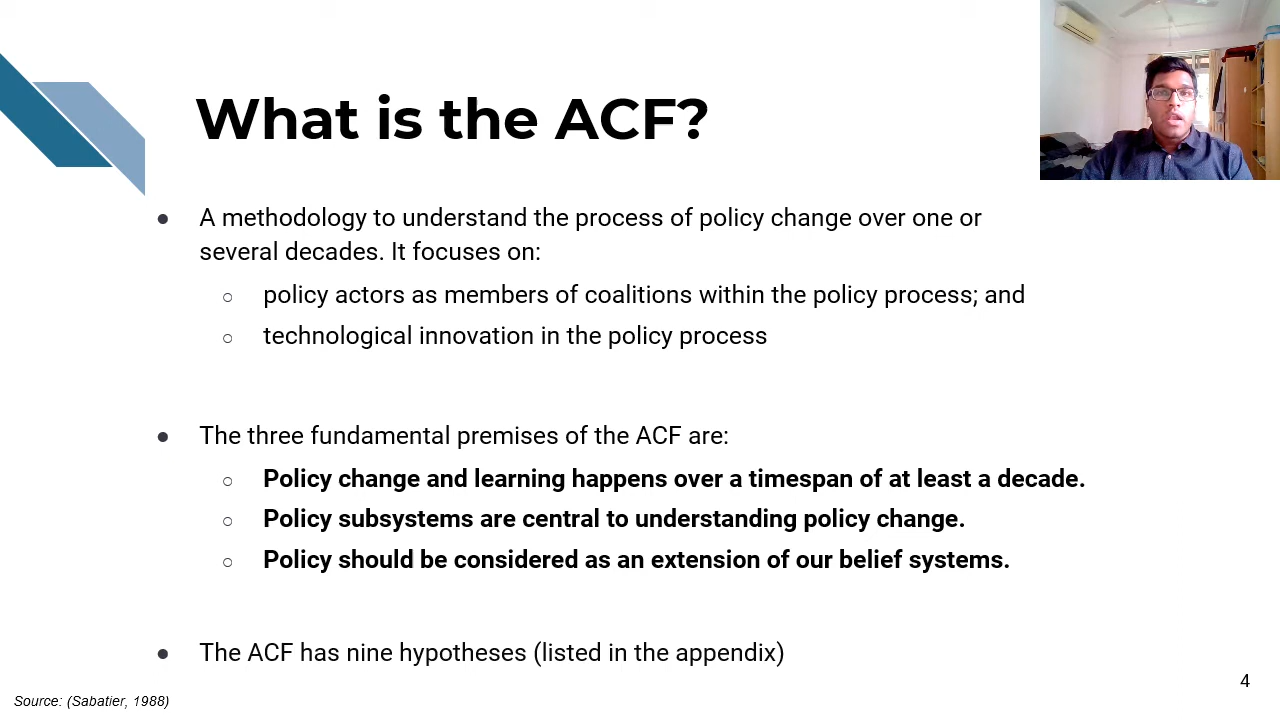 What is the ACF?
● A methodology to understand the process of policy change over one or
several decades. It focuses on:
○ policy actors as members of coalitions within the policy process; and
○ technological innovation in the policy process
● The three fundamental premises of the ACF are:
○ Policy change and learning happens over a timespan of at least a decade.
○ Policy subsystems are central to understanding policy change.
○ Policy should be considered as an extension of our belief systems.
● The ACF has nine hypotheses (listed in the appendix)
4
Source: (Sabatier, 1988)